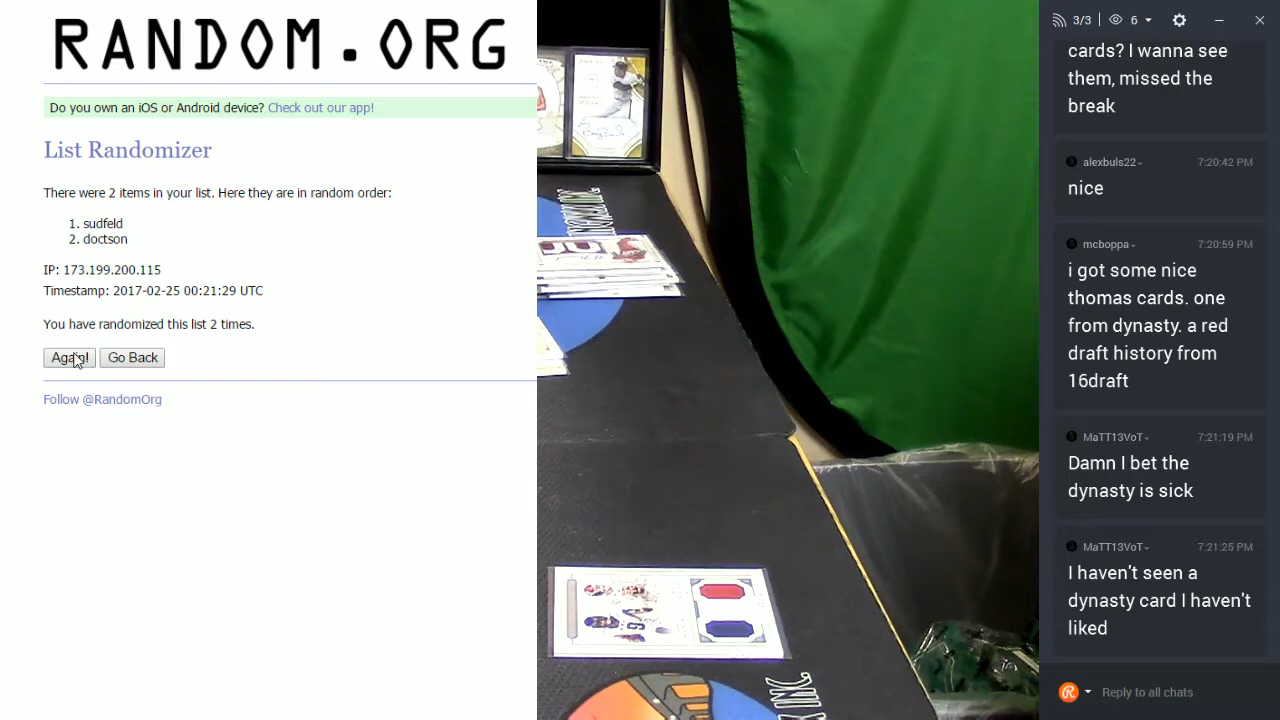 RANDOM.ORG
Do you own an iOS or Android device? Check out our app!
List Randomizer
There were 2 items in your list. Here they are in random order:
1. sudfeld
2. doctson
IP: 173.199.200.115
Timestamp: 2017-02-25 00:21:29 UTC
You have randomized this list 2 times.
Again! Go Back
Follow @RandomOrg
3/3 6
cards? I wanna see
them, missed the
break
alexbuls22 7:20:42 PM
nice
mcboppa 7:20:59 PM
i got some nice
thomas cards. one
from dynasty. a red
draft history from
16draft
MaTT13VoT 7:21:19 PM
Damn I bet the
dynasty is sick
MaTT13VoT 7:21:25 PM
I haven't seen a
dynasty card I haven't
liked
Reply to all chats
INC